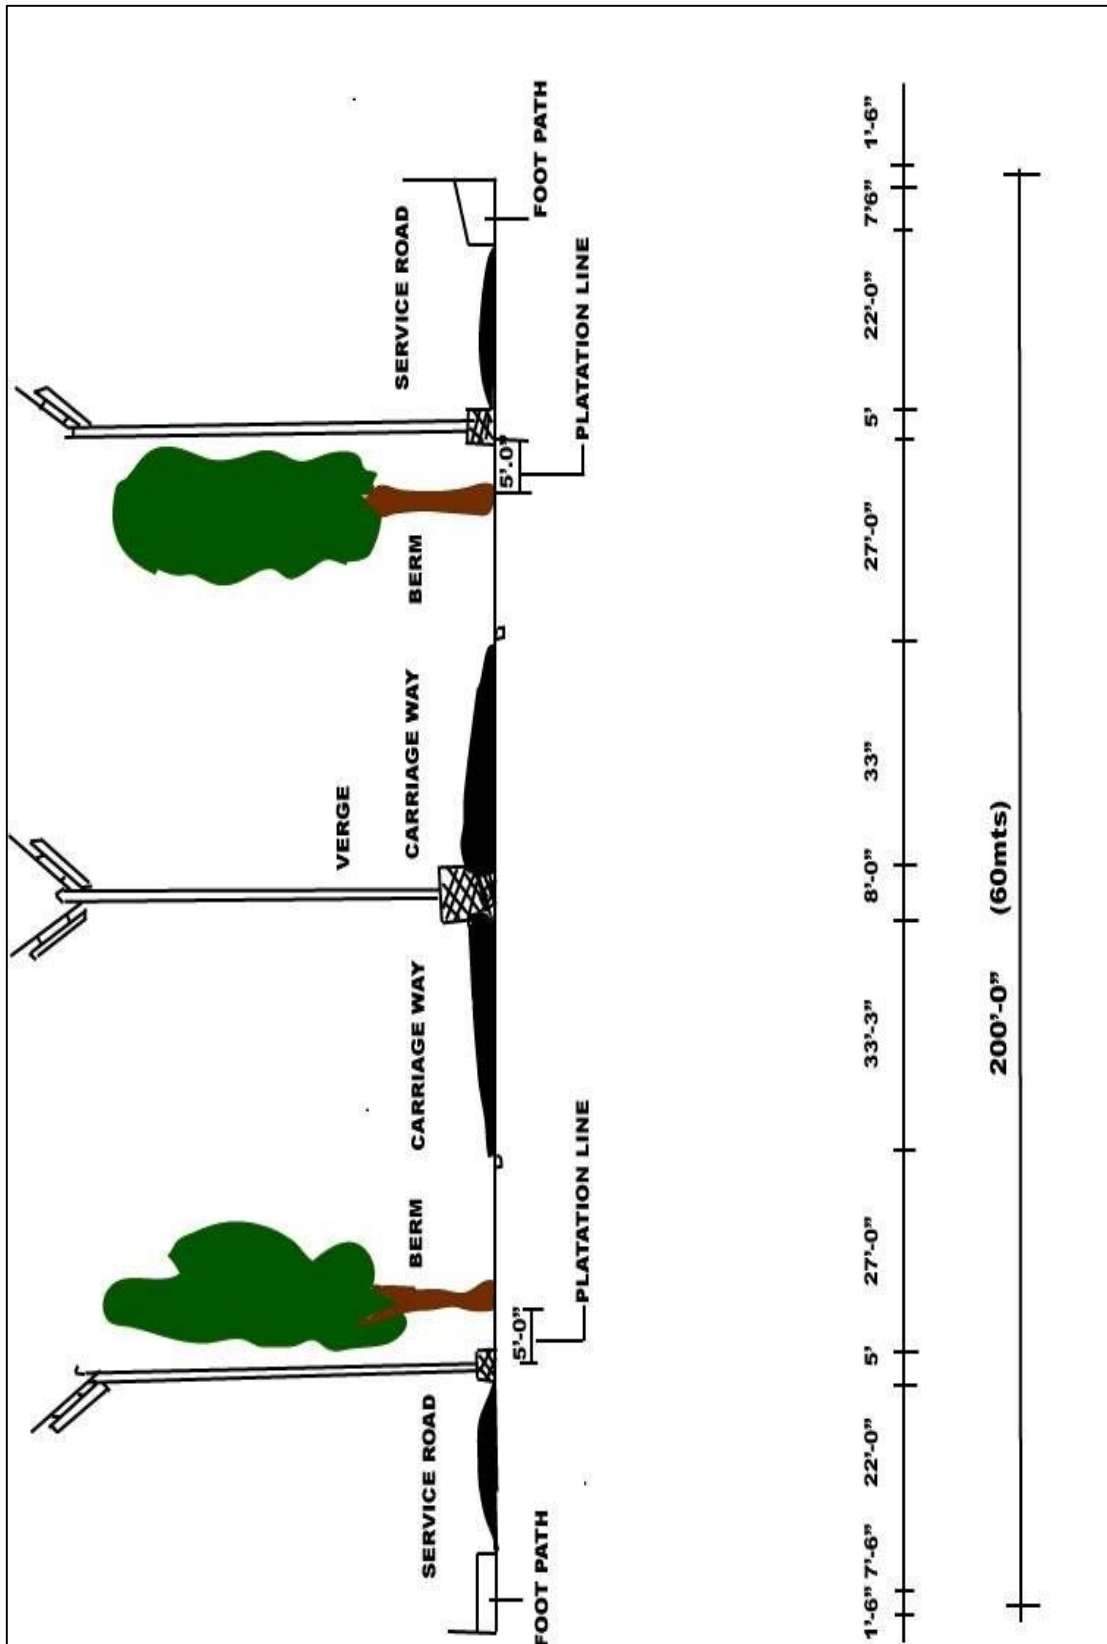 VERGE
SERVICE ROAD
BERM
CARRIAGE WAY
CARRIAGE WAY
BERM
SERVICE ROAD
5'-0"
5'.0"
FOOT PATH
FOOT PATH
PLATATION LINE
PLATATION LINE
1'-6" 7'-6" 22'-0" 5' 27'-0" 33'-3" 8'-0" 33" 27'-0" 5' 22'-0" 7'6" 1'-6"
200'-0" (60mts)